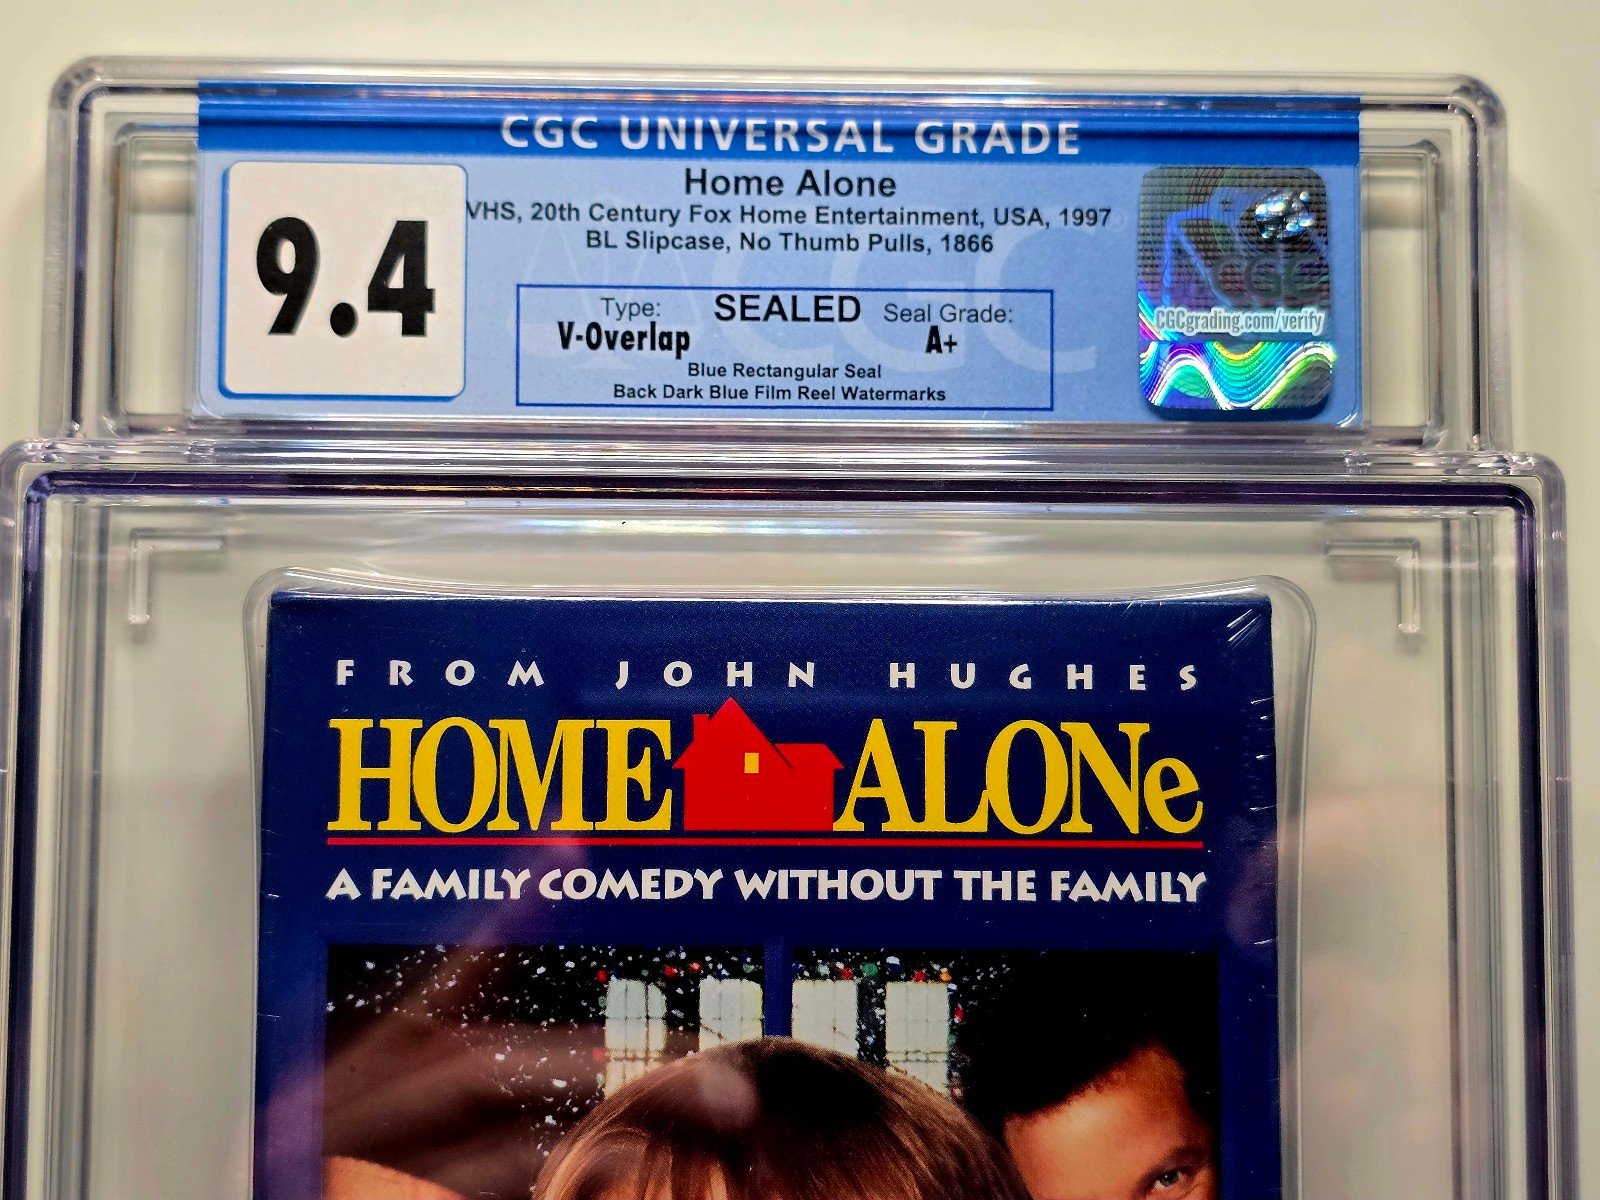 CGC UNIVERSAL GRADE
9.4
Home Alone
VHS, 20th Century Fox Home Entertainment, USA, 1997
BL Slipcase, No Thumb Pulls, 1866
Type: SEALED Seal Grade:
V-Overlap A+
Blue Rectangular Seal
Back Dark Blue Film Reel Watermarks
CGC
CGC
CGCgrading.com/verify
FROM JOHN HUGHES
HOME ALONe
A FAMILY COMEDY WITHOUT THE FAMILY